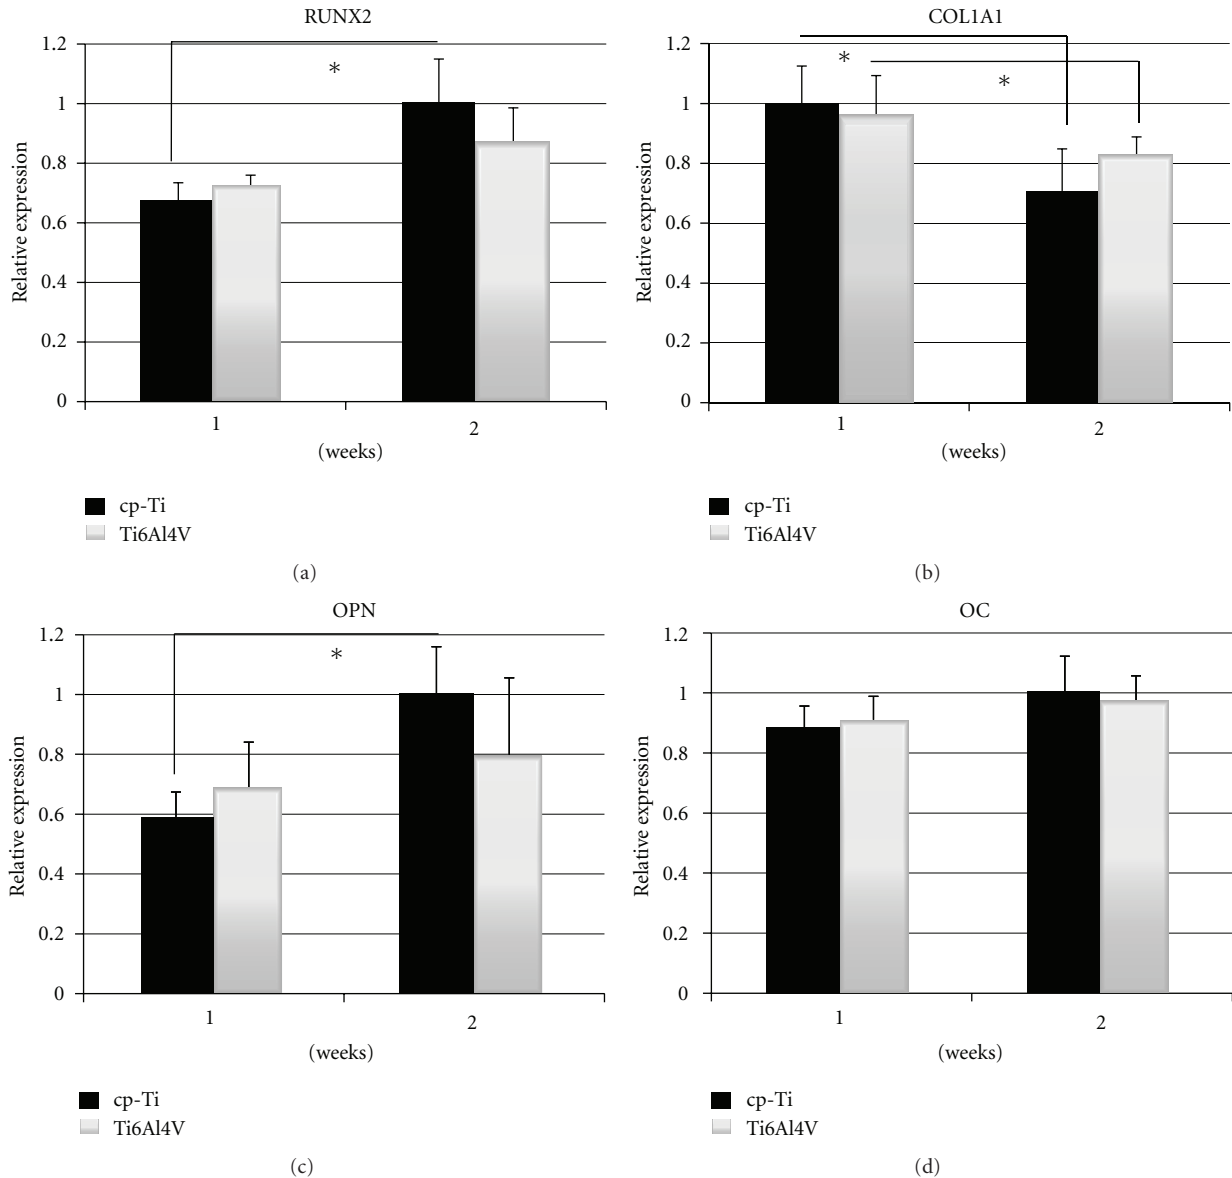 RUNX2
1.2
1
0.8
0.6
0.4
0.2
0
Relative expression
*
1
2
(weeks)
cp-Ti
Ti6Al4V
(a)
COL1A1
1.2
1
0.8
0.6
0.4
0.2
0
Relative expression
*
*
1
2
(weeks)
cp-Ti
Ti6Al4V
(b)
OPN
1.2
1
0.8
0.6
0.4
0.2
0
Relative expression
*
1
2
(weeks)
cp-Ti
Ti6Al4V
(c)
OC
1.2
1
0.8
0.6
0.4
0.2
0
Relative expression
1
2
(weeks)
cp-Ti
Ti6Al4V
(d)